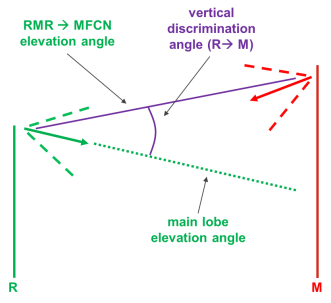 RMR → MFCN
elevation angle
vertical
discrimination
angle (R→ M)
main lobe
elevation angle
R
M